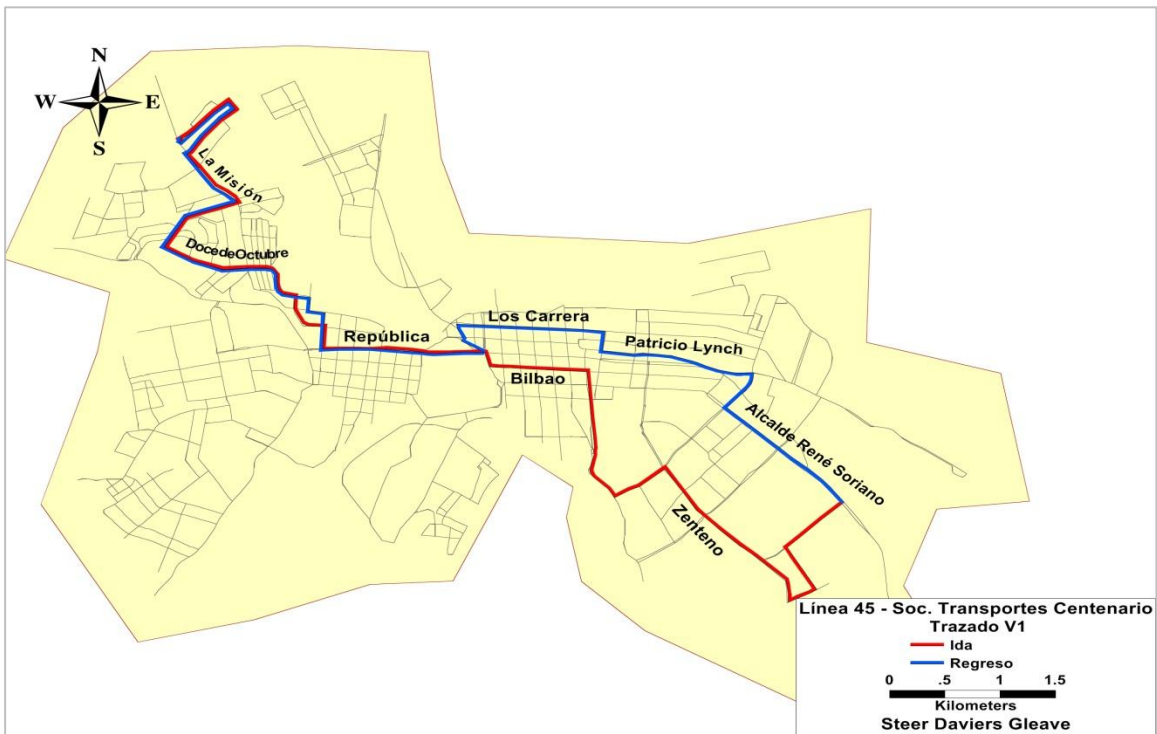 N
W E
S
La Misión
DocedeOctubre
Los Carrera
República
Patricio Lynch
Bilbao
Alcalde René Soriano
Zenteno
Línea 45 - Soc. Transportes Centenario
Trazado V1
Ida
Regreso
0 .5 1 1.5
Kilometers
Steer Daviers Gleave